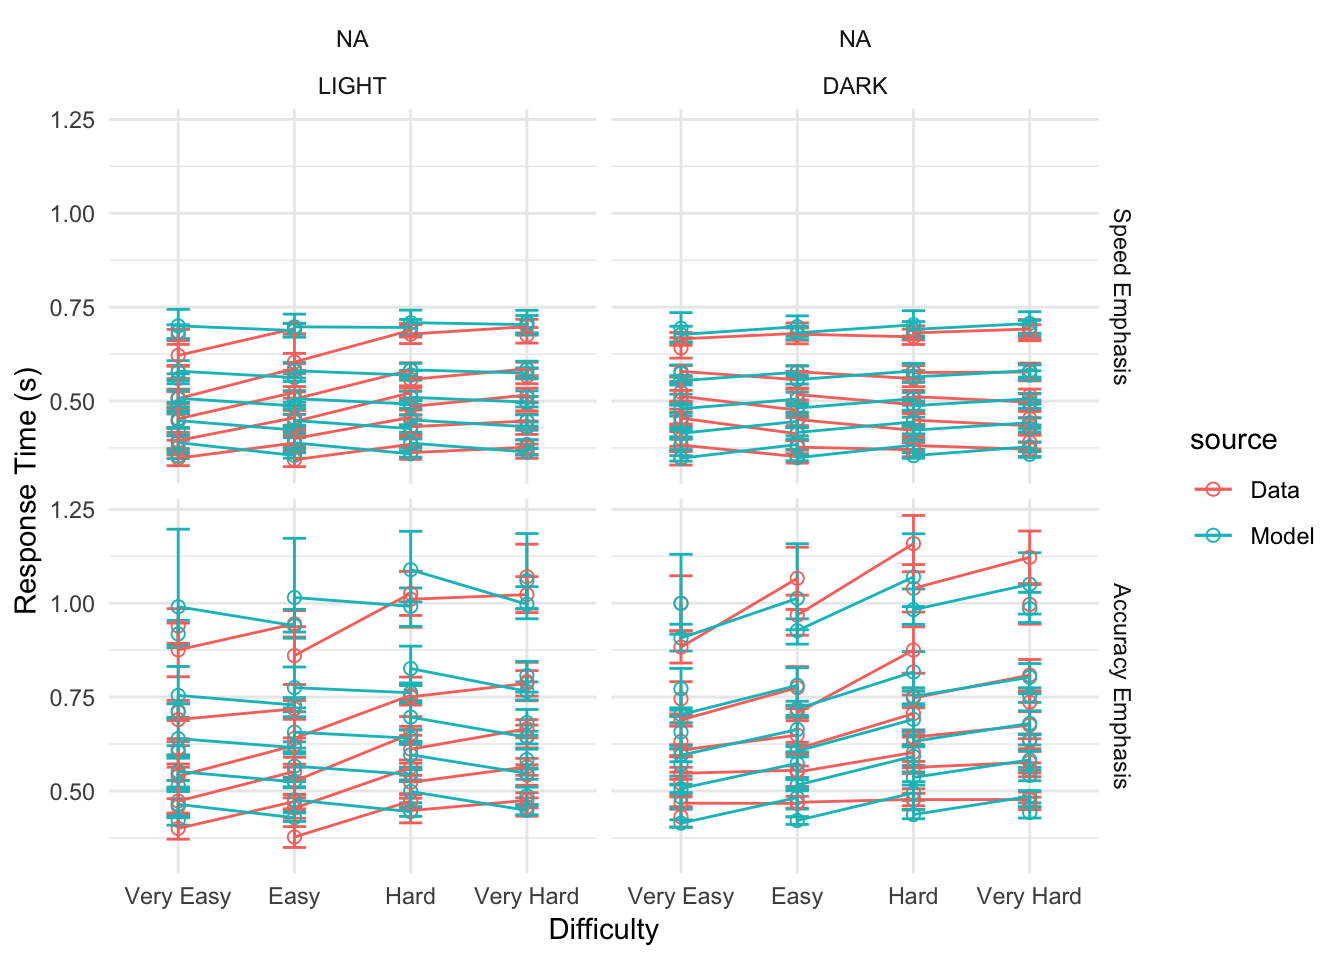 NA
NA
LIGHT
DARK
1.25
1.00
0.75
0.50
Speed Emphasis
1.25
1.00
0.75
0.50
Accuracy Emphasis
Response Time (s)
Very Easy
Easy
Hard
Very Hard
Very Easy
Easy
Hard
Very Hard
Difficulty
source
Data
Model